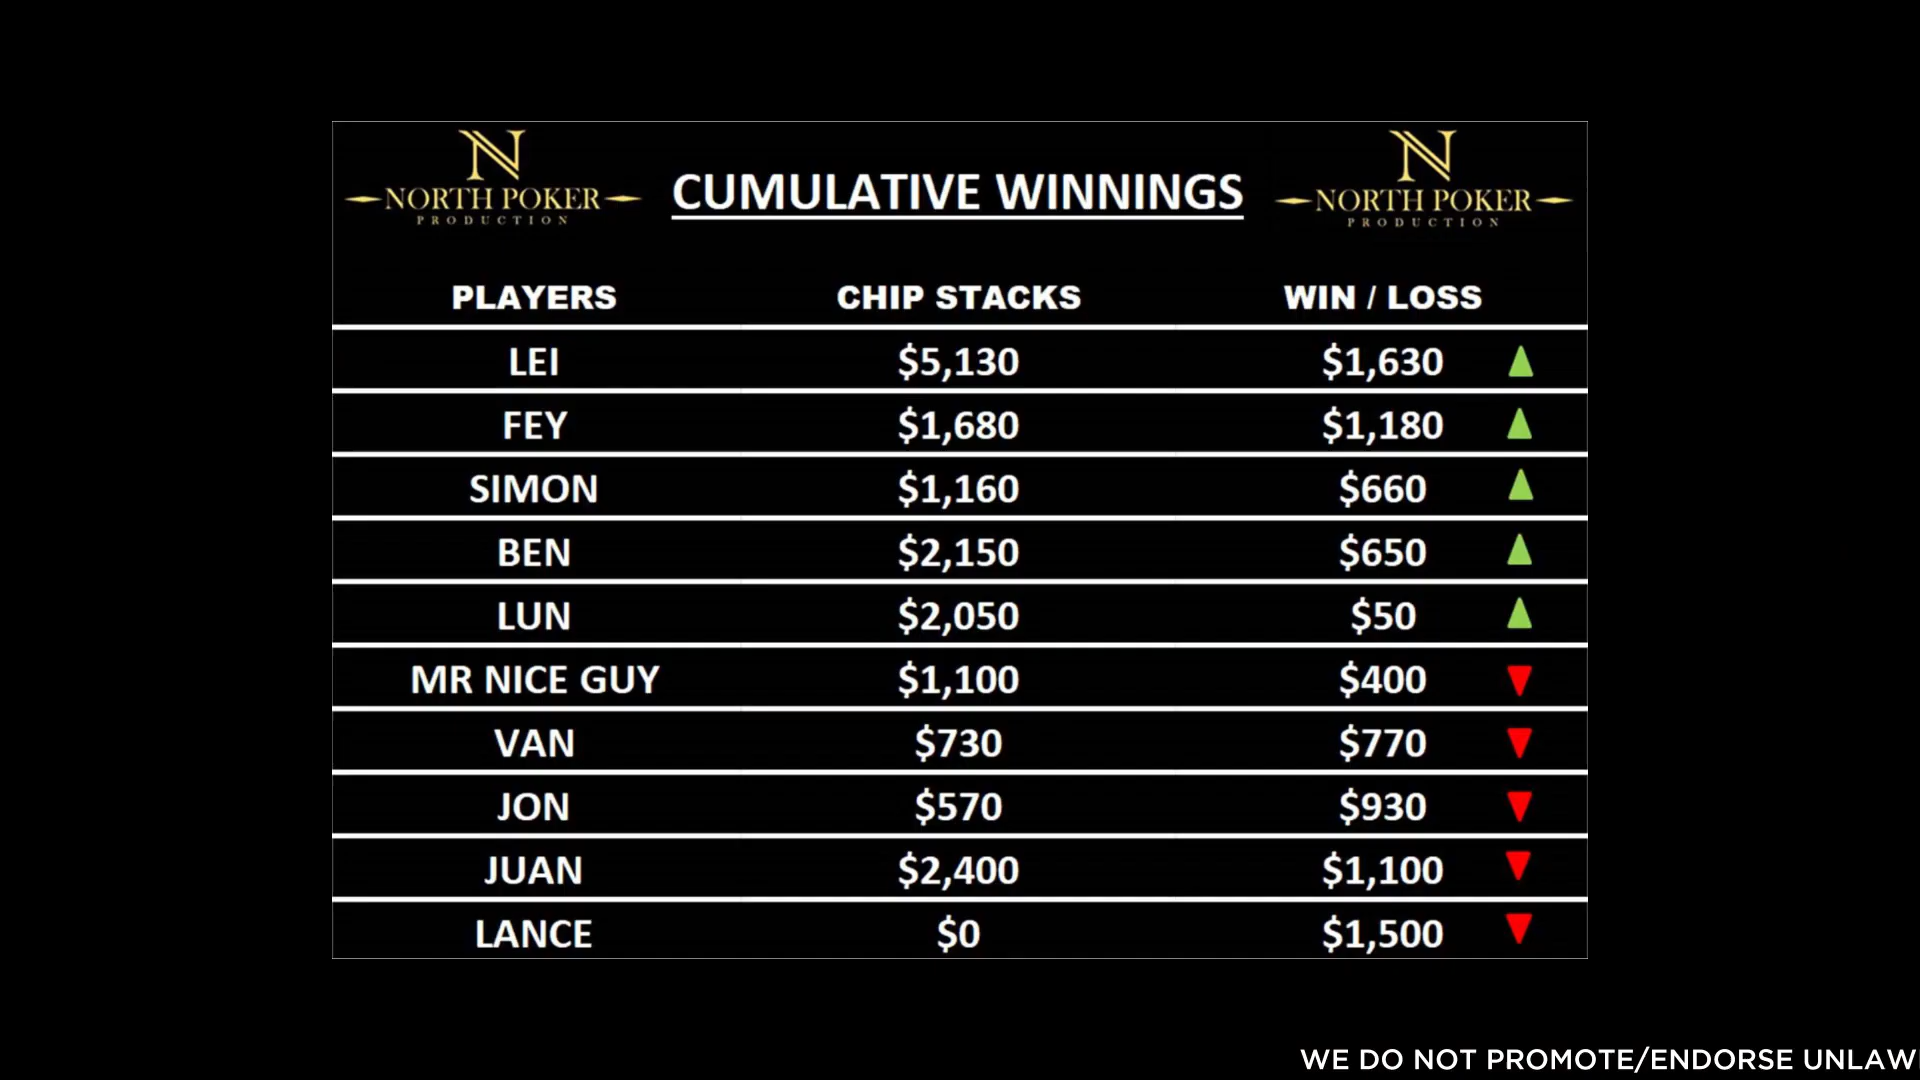 N
NORTH POKER
PRODUCTION
CUMULATIVE WINNINGS
N
NORTH POKER
PRODUCTION
PLAYERS CHIP STACKS WIN / LOSS
LEI $5,130 $1,630
FEY $1,680 $1,180
SIMON $1,160 $660
BEN $2,150 $650
LUN $2,050 $50
MR NICE GUY $1,100 $400
VAN $730 $770
JON $570 $930
JUAN $2,400 $1,100
LANCE $0 $1,500
WE DO NOT PROMOTE/ENDORSE UNLAW